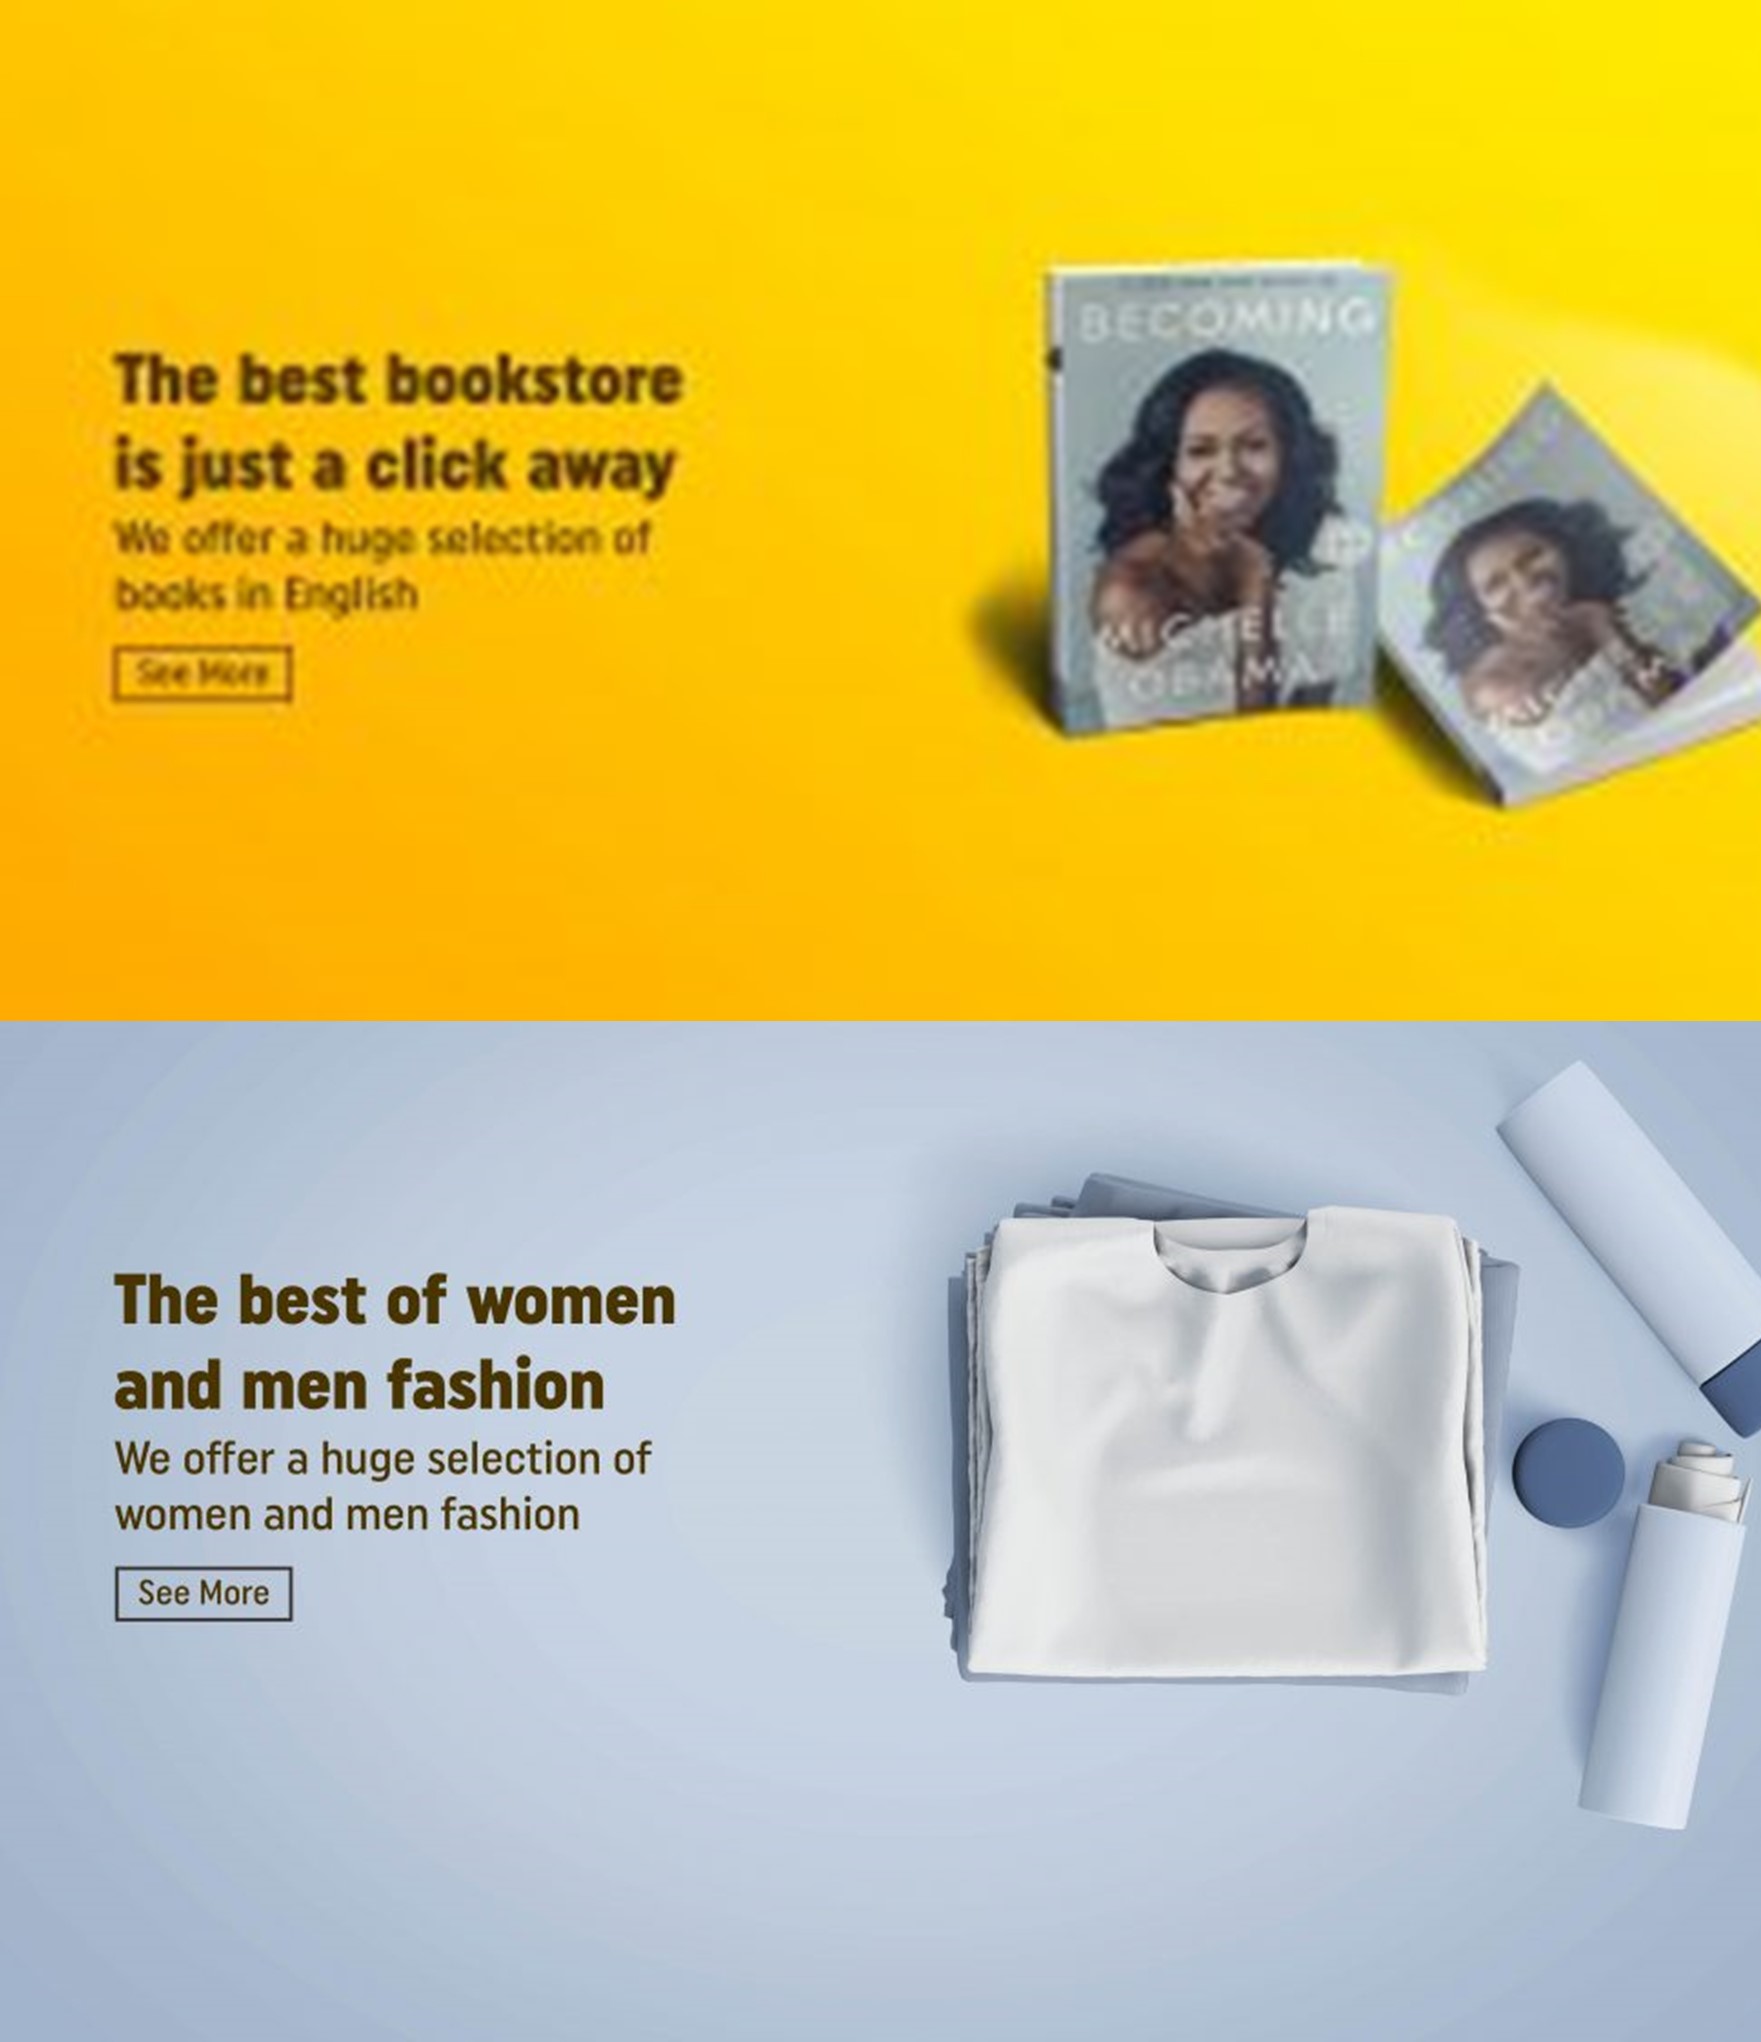 The best bookstore
is just a click away
We offer a huge selection of
books in English
See More
BECOMING
MICHELLE
OBAMA
The best of women
and men fashion
We offer a huge selection of
women and men fashion
See More